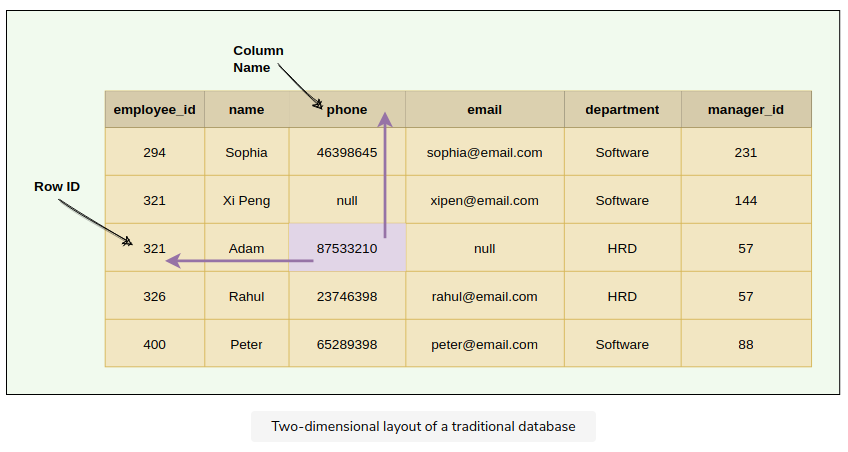 Column
Name
employee_id name phone email department manager_id
294 Sophia 46398645 sophia@email.com Software 231
Row ID
321 Xi Peng null xipen@email.com Software 144
321 Adam 87533210 null HRD 57
326 Rahul 23746398 rahul@email.com HRD 57
400 Peter 65289398 peter@email.com Software 88
Two-dimensional layout of a traditional database